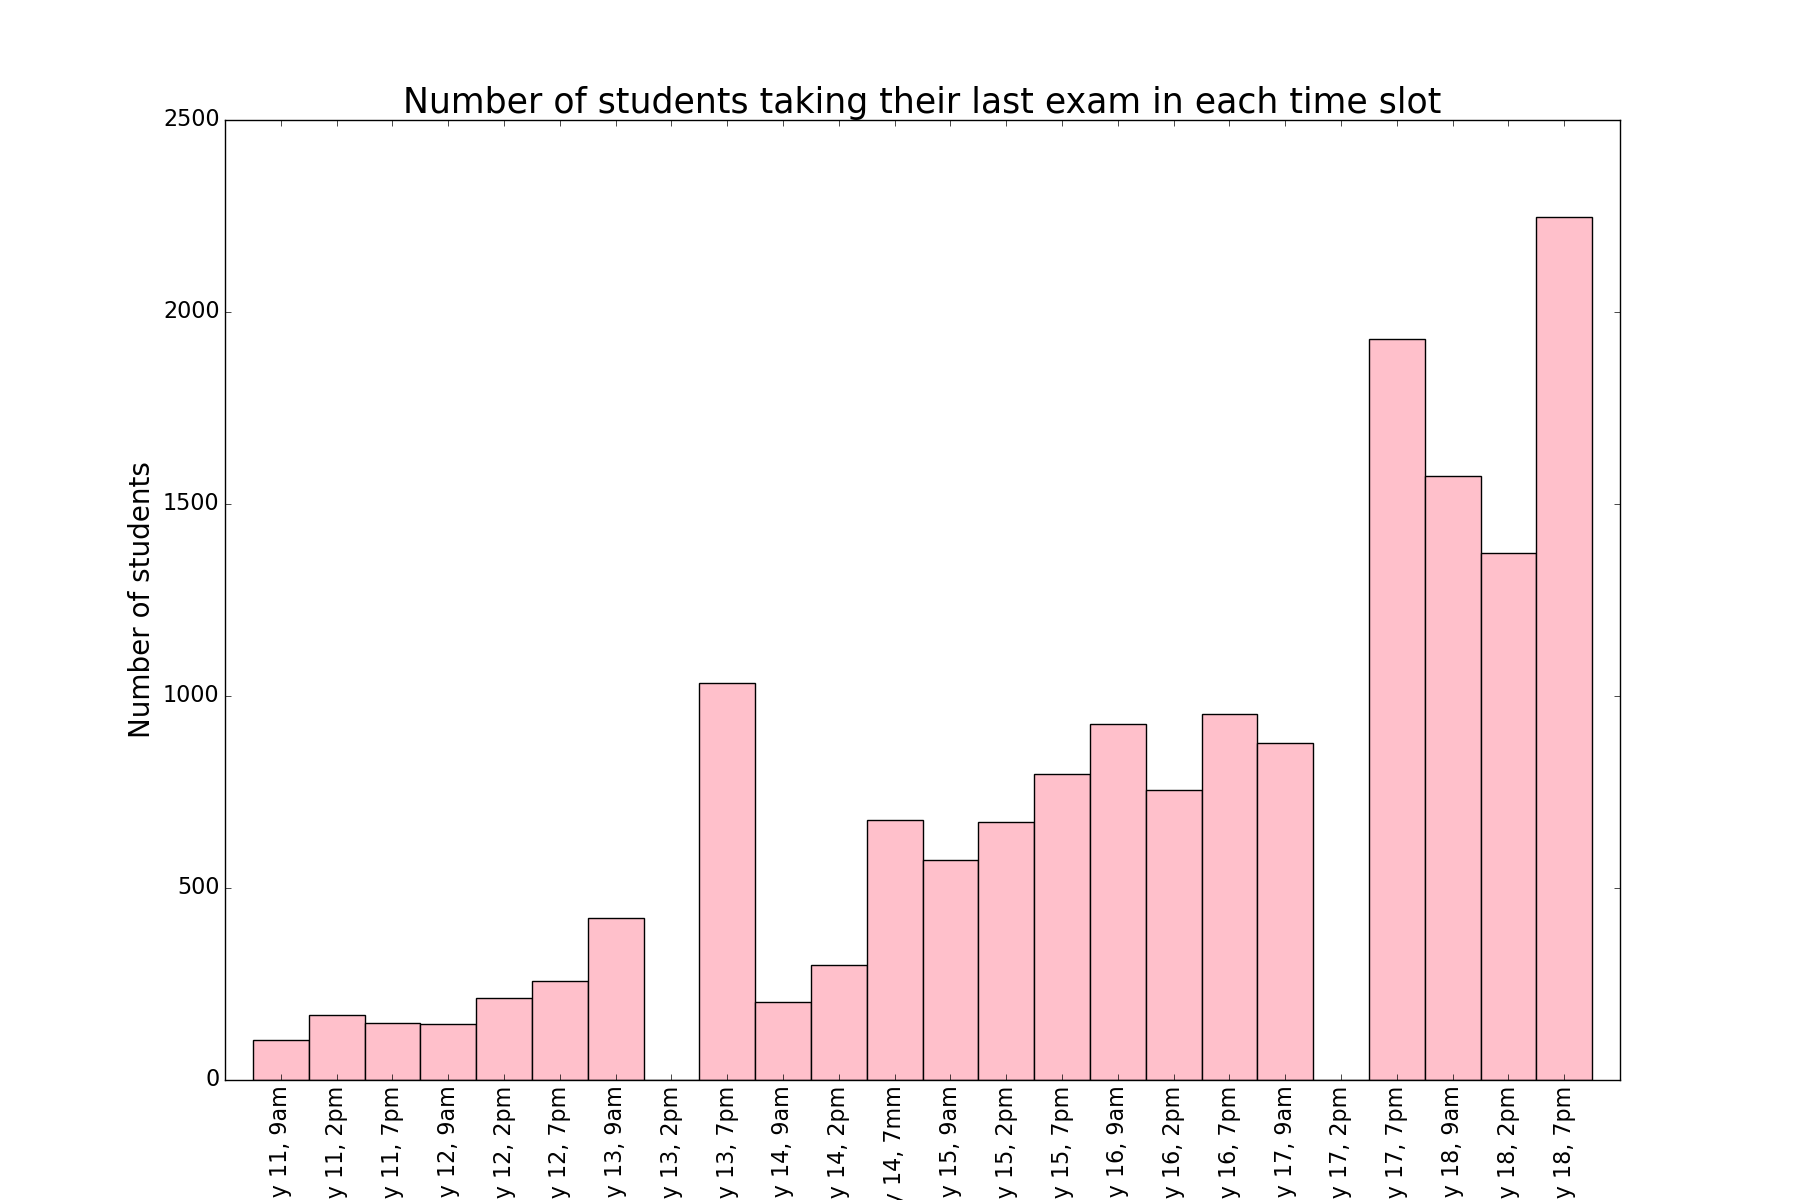 Number of students taking their last exam in each time slot
Number of students
2500
2000
1500
1000
500
0
y 11, 9am
y 11, 2pm
y 11, 7pm
y 12, 9am
y 12, 2pm
y 12, 7pm
y 13, 9am
y 13, 2pm
y 13, 7pm
y 14, 9am
y 14, 2pm
y 14, 7mm
y 15, 9am
y 15, 2pm
y 15, 7pm
y 16, 9am
y 16, 2pm
y 16, 7pm
y 17, 9am
y 17, 2pm
y 17, 7pm
y 18, 9am
y 18, 2pm
y 18, 7pm